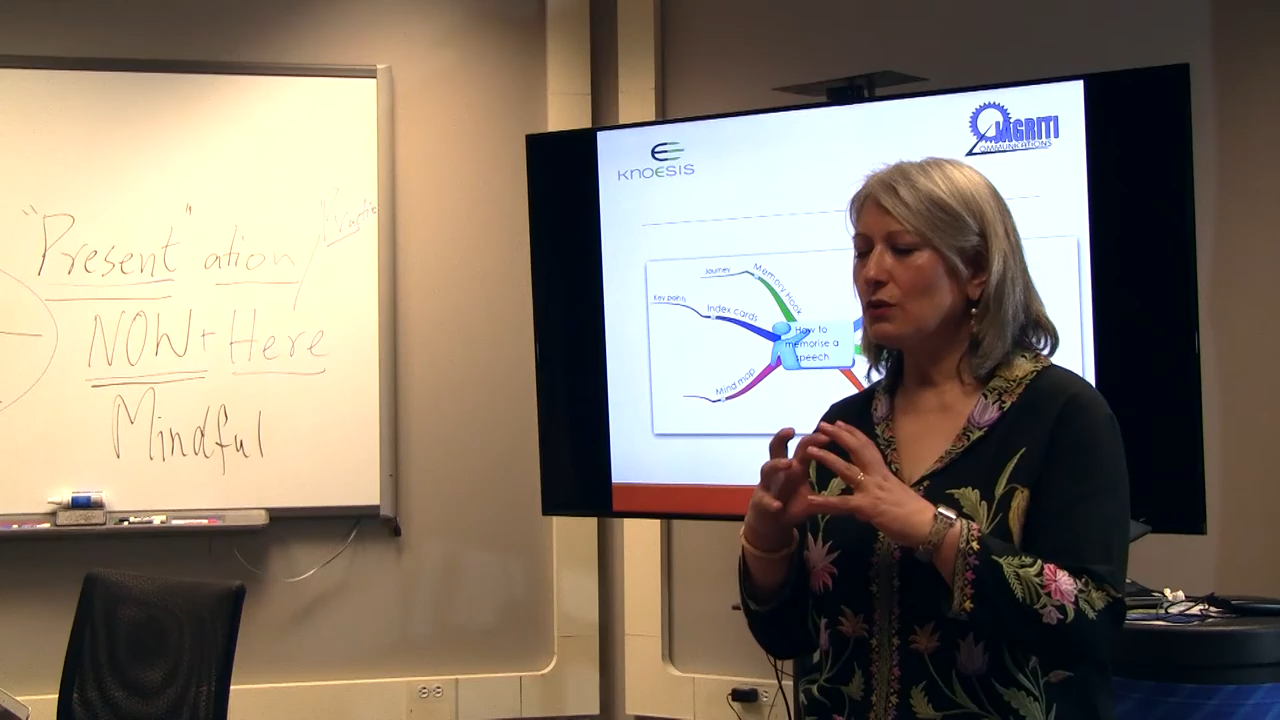 "Present" ation
NOW + Here
Mindful
KNOESIS
JAGRITI
COMMUNICATIONS
Journey
Memory Hook
Key points
Index cards
How to
memorise a
speech
Mind map